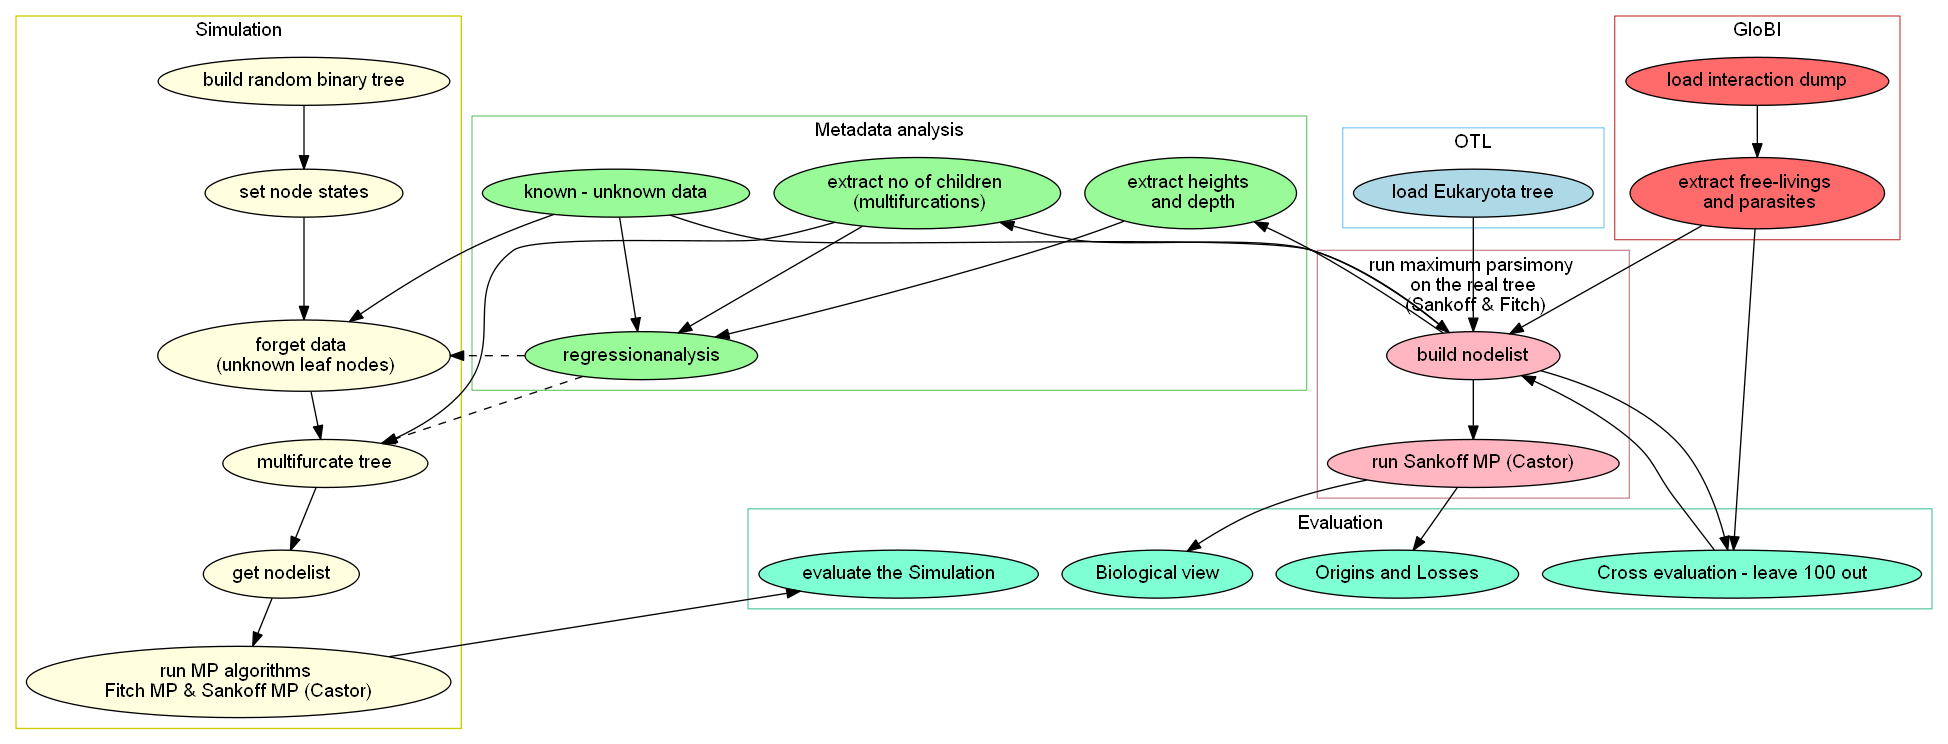 Simulation
build random binary tree
set node states
forget data
(unknown leaf nodes)
multifurcate tree
get nodelist
run MP algorithms
Fitch MP & Sankoff MP (Castor)
Metadata analysis
known - unknown data
extract no of children
(multifurcations)
extract heights
and depth
regressionanalysis
OTL
load Eukaryota tree
GloBI
load interaction dump
extract free-livings
and parasites
run maximum parsimony
on the real tree
(Sankoff & Fitch)
build nodelist
run Sankoff MP (Castor)
Evaluation
evaluate the Simulation
Biological view
Origins and Losses
Cross evaluation - leave 100 out